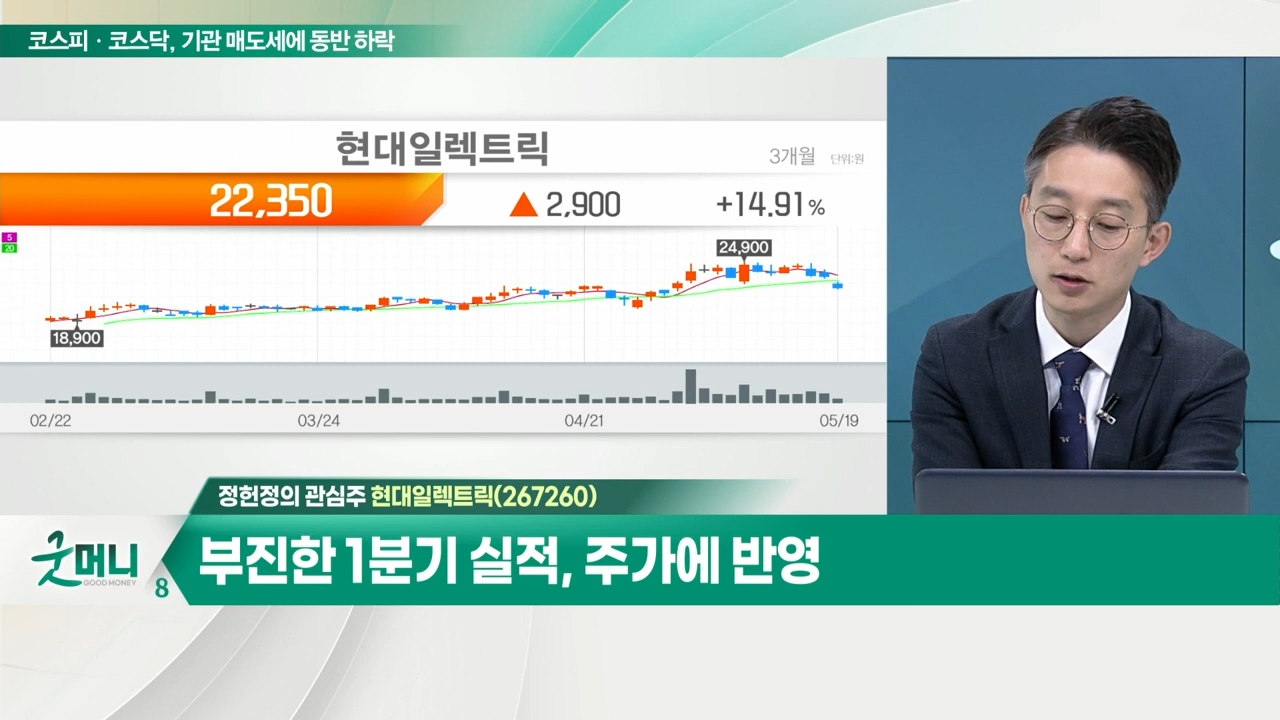 코스피 · 코스닥, 기관 매도세에 동반 하락
현대일렉트릭
3개월 단위:원
22,350 ▲ 2,900 +14.91%
5
20
24,900
18,900
02/22 03/24 04/21 05/19
정헌정의 관심주 현대일렉트릭(267260)
굿머니
GOOD MONEY
8
부진한 1분기 실적, 주가에 반영